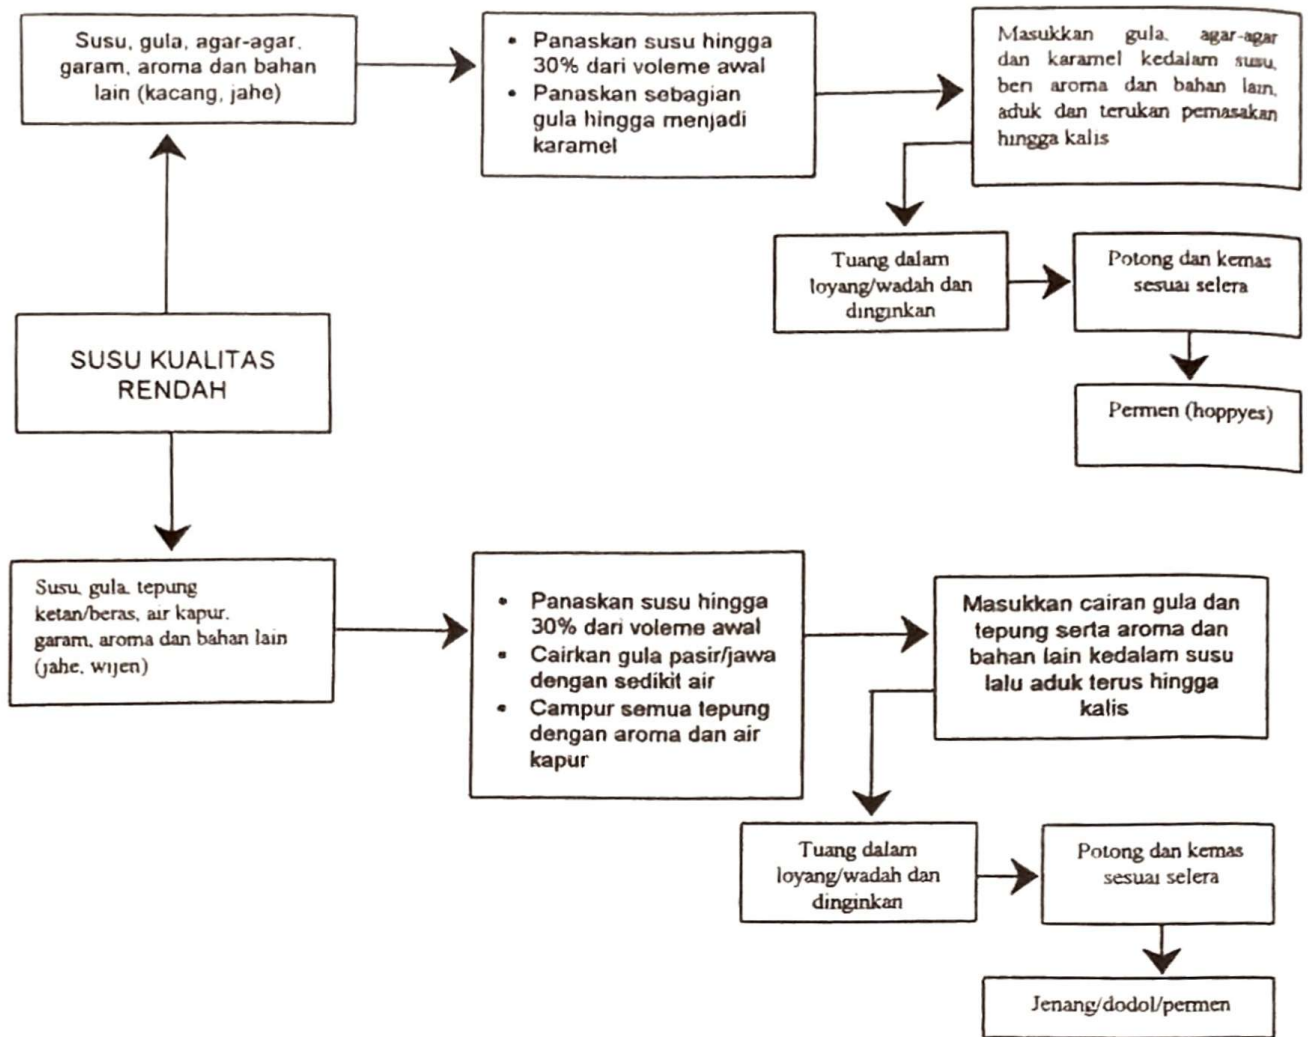 Susu, gula, agar-agar.
garam, aroma dan bahan
lain (kacang, jahe)
• Panaskan susu hingga
30% dari voleme awal
• Panaskan sebagian
gula hingga menjadi
karamel
Masukkan gula, agar-agar
dan karamel kedalam susu,
beri aroma dan bahan lain,
aduk dan terukan pemasakan
hingga kalis
Tuang dalam
loyang/wadah dan
dinginkan
Potong dan kemas
sesuai selera
Permen (hoppyes)
SUSU KUALITAS
RENDAH
Susu, gula, tepung
ketan/beras, air kapur.
garam, aroma dan bahan lain
(jahe, wijen)
• Panaskan susu hingga
30% dari voleme awal
• Cairkan gula pasir/jawa
dengan sedikit air
• Campur semua tepung
dengan aroma dan air
kapur
Masukkan cairan gula dan
tepung serta aroma dan
bahan lain kedalam susu
lalu aduk terus hingga
kalis
Tuang dalam
loyang/wadah dan
dinginkan
Potong dan kemas
sesuai selera
Jenang/dodol/permen